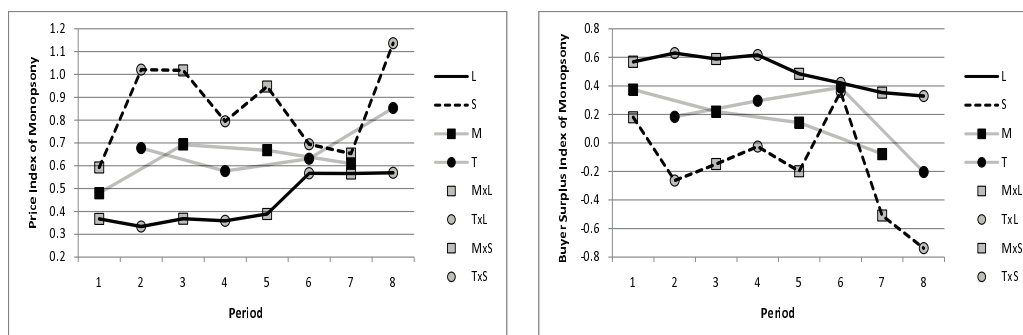 Price Index of Monopsony
1.2
1.1
1.0
0.9
0.8
0.7
0.6
0.5
0.4
0.3
0.2
1 2 3 4 5 6 7 8
Period
L
S
M
T
MxL
TxL
MxS
TxS
Buyer Surplus Index of Monopsony
0.8
0.6
0.4
0.2
0.0
-0.2
-0.4
-0.6
-0.8
1 2 3 4 5 6 7 8
Period
L
S
M
T
MxL
TxL
MxS
TxS